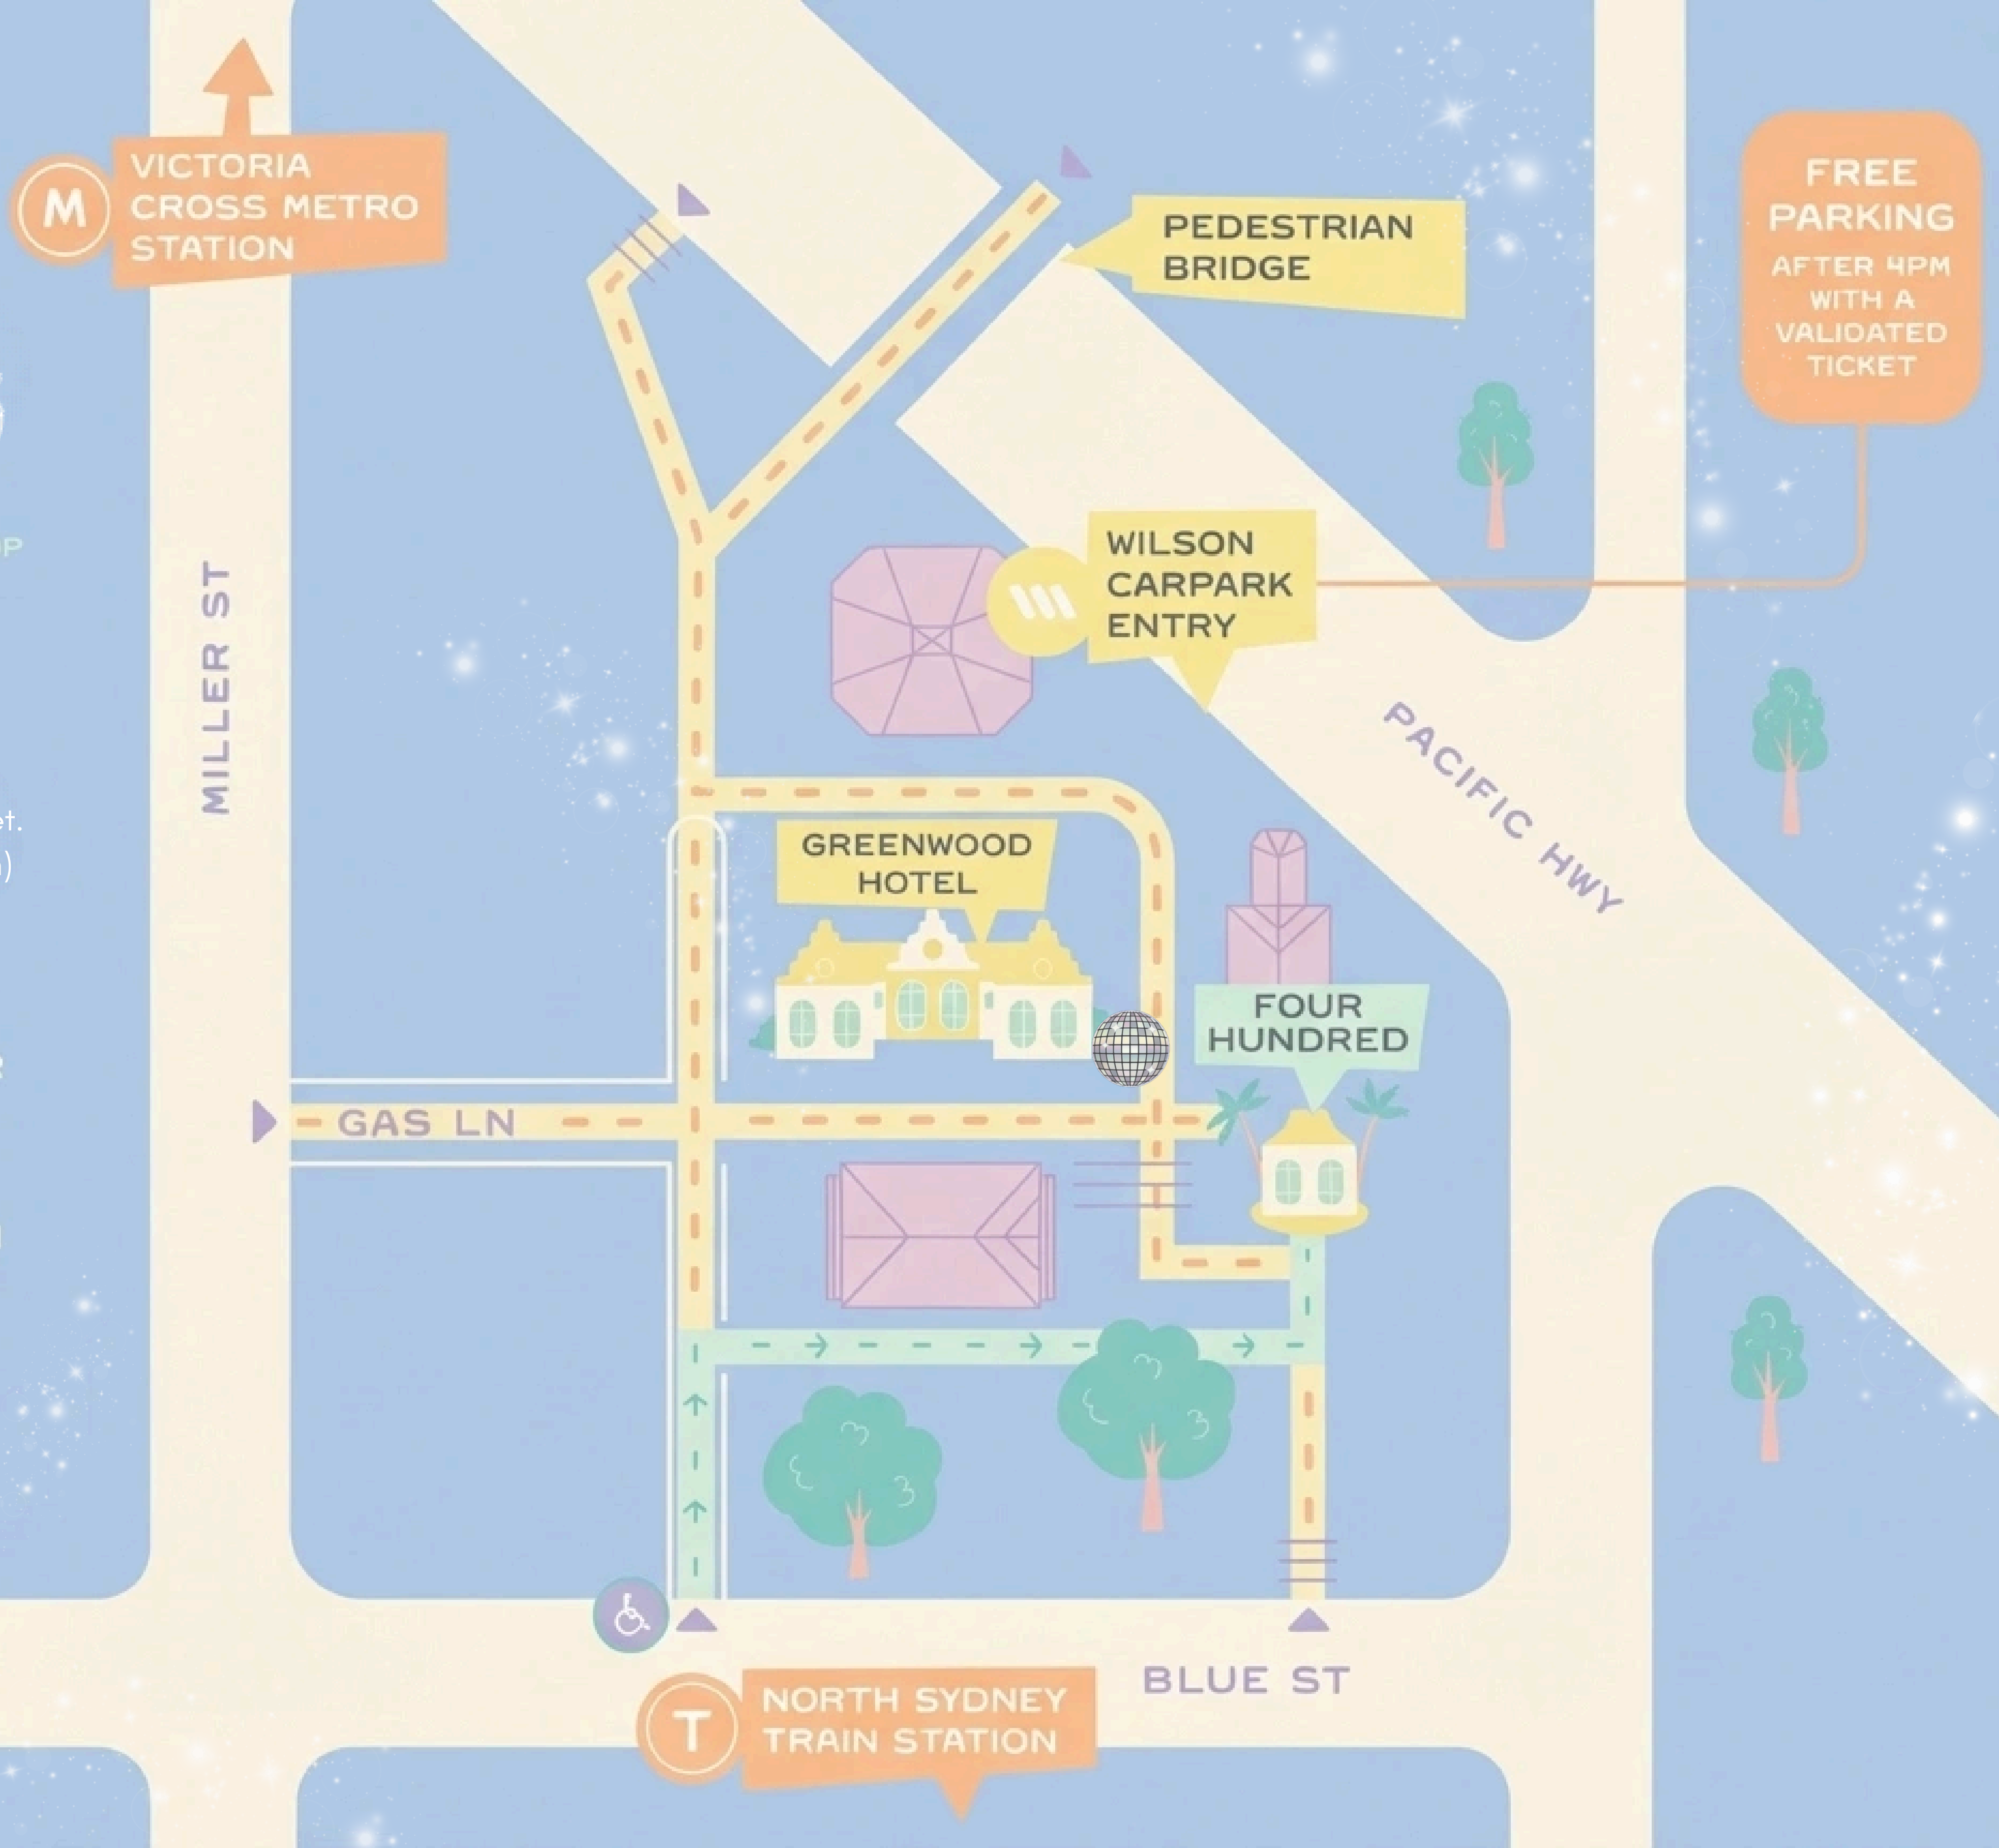 M
VICTORIA
CROSS METRO
STATION
PEDESTRIAN
BRIDGE
FREE
PARKING
AFTER 4PM
WITH A
VALIDATED
TICKET
WILSON
CARPARK
ENTRY
MILLER ST
PACIFIC HWY
et.
GREENWOOD
HOTEL
FOUR
HUNDRED
GAS LN
BLUE ST
T
NORTH SYDNEY
TRAIN STATION